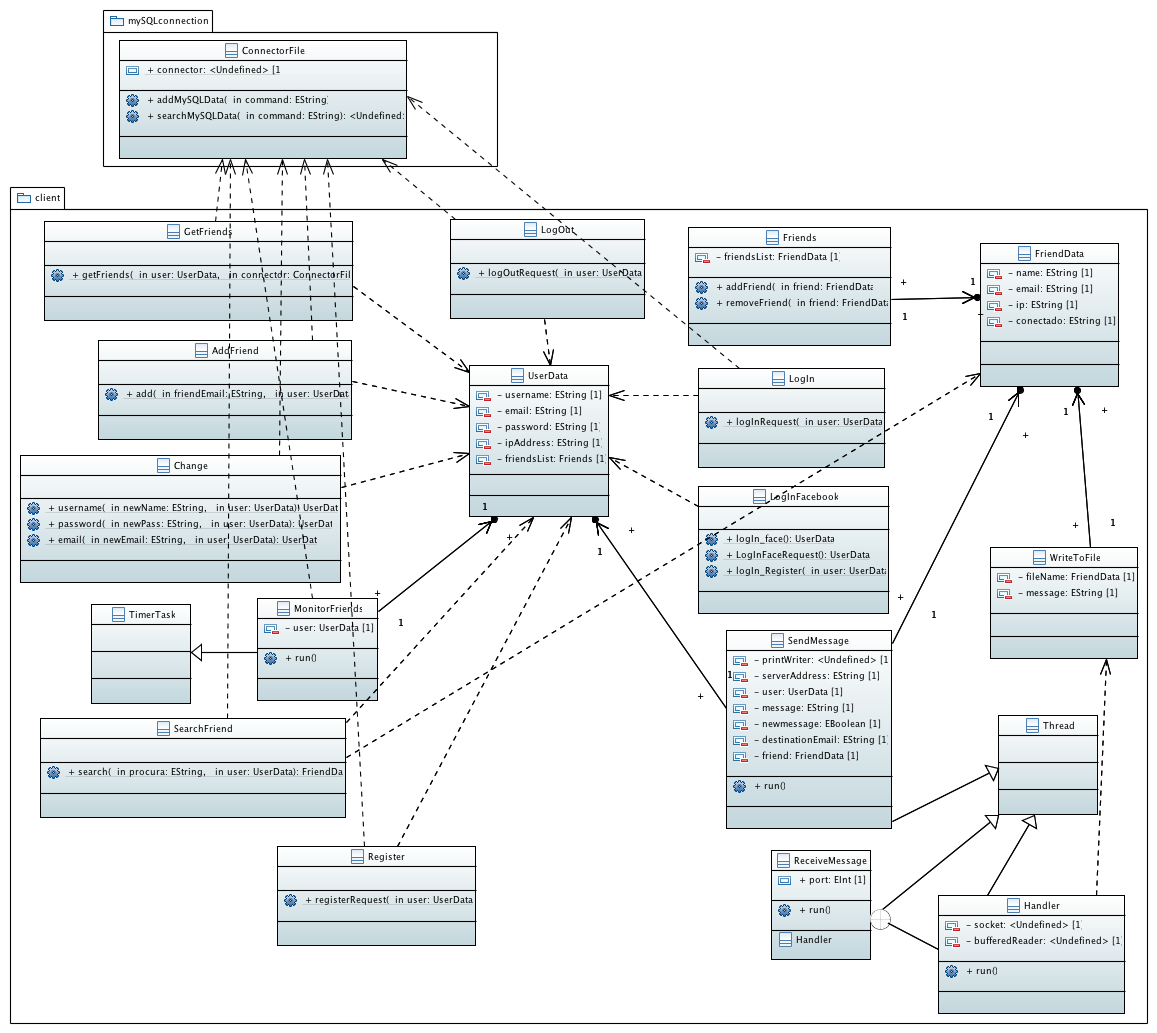 mySQLconnection
ConnectorFile
+ connector: <Undefined> [1
+ addMySQLData( in command: EString)
+ searchMySQLData( in command: EString): <Undefined:
client
GetFriends
+ getFriends( in user: UserData, in connector: ConnectorFil
LogOut
+ logOutRequest( in user: UserData
Friends
– friendsList: FriendData [1]
+ addFriend( in friend: FriendData
+ removeFriend( in friend: FriendData
+
1
1
FriendData
– name: EString [1]
– email: EString [1]
– ip: EString [1]
– conectado: EString [1]
AddFriend
+ add( in friendEmail: EString, in user: UserDat
UserData
– username: EString [1]
– email: EString [1]
– password: EString [1]
– ipAddress: EString [1]
– friendsList: Friends [1
LogIn
+ logInRequest( in user: UserData
1
+
1
+
Change
+ username( in newName: EString, in user: UserData): UserDat
+ password( in newPass: EString, in user: UserData): UserDat
+ email( in newEmail: EString, in user: UserData): UserDat
LogInFacebook
+ logIn_face(): UserData
+ LogInFaceRequest(): UserData
+ logIn_Register( in user: UserData
1
+
1
+
+
1
WriteToFile
– fileName: FriendData [1]
– message: EString [1]
TimerTask
MonitorFriends
– user: UserData [1]
+ run()
+
1
+
1
SendMessage
– printWriter: <Undefined> [1
– serverAddress: EString [1]
– user: UserData [1]
– message: EString [1]
– newmessage: EBoolean [1]
– destinationEmail: EString [1]
– friend: FriendData [1]
+ run()
1
+
SearchFriend
+ search( in procura: EString, in user: UserData): FriendDa
Thread
Register
+ registerRequest( in user: UserData
ReceiveMessage
+ port: EInt [1]
+ run()
Handler
Handler
– socket: <Undefined> [1]
– bufferedReader: <Undefined> [1]
+ run()